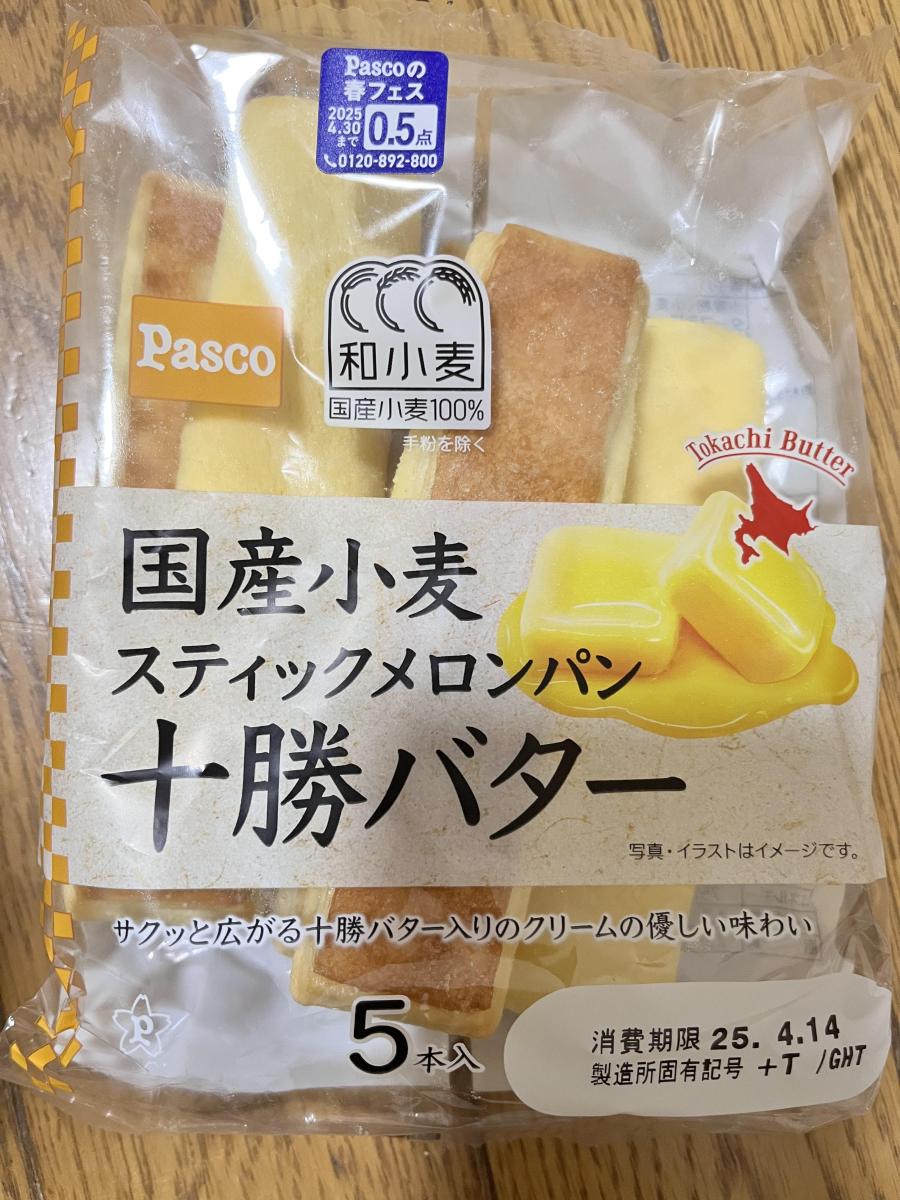 Pascoの
春フェス
2025
4.30
まで
0.5点
0120-892-800
Pasco
和小麦
国産小麦100%
手粉を除く
Tokachi Butter
国産小麦
スティックメロンパン
十勝バター
写真・イラストはイメージです。
サクッと広がる十勝バター入りのクリームの優しい味わい
P
5本入
消費期限 25. 4.14
製造所固有記号 +T /GHT